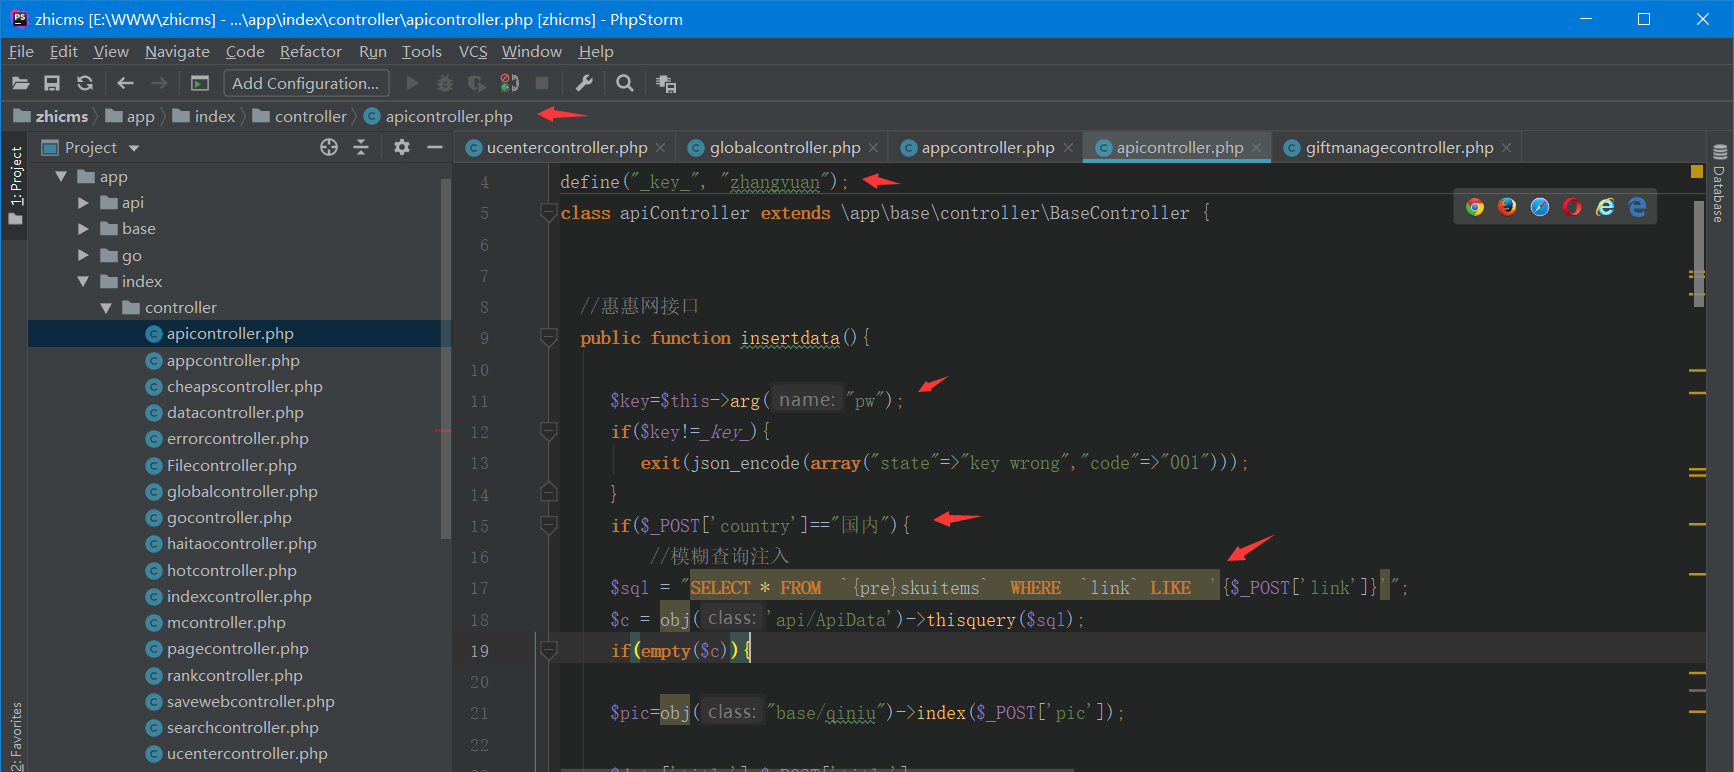 zhicms [E:\WWW\zhicms] - ...\app\index\controller\apicontroller.php [zhicms] - PhpStorm
File Edit View Navigate Code Refactor Run Tools VCS Window Help
Add Configuration...
zhicms app index controller apicontroller.php
1: Project
2: Favorites
Project
app
api
base
go
index
controller
apicontroller.php
appcontroller.php
cheapscontroller.php
datacontroller.php
errorcontroller.php
Filecontroller.php
globalcontroller.php
gocontroller.php
haitaocontroller.php
hotcontroller.php
indexcontroller.php
mcontroller.php
pagecontroller.php
rankcontroller.php
savewebcontroller.php
searchcontroller.php
ucentercontroller.php
ucentercontroller.php globalcontroller.php appcontroller.php apicontroller.php giftmanagecontroller.php
4 define("_key_", "zhangyuan");
5 class apiController extends \app\base\controller\BaseController {
6
7
8 //惠惠网接口
9 public function insertdata(){
10
11 $key=$this->arg( name: "pw");
12 if($key!=_key_){
13 exit(json_encode(array("state"=>"key wrong","code"=>"001")));
14 }
15 if($_POST['country']=="国内"){
16 //模糊查询注入
17 $sql = "SELECT * FROM `{pre}skuitems` WHERE `link` LIKE '{$_POST['link']}'";
18 $c = obj( class: 'api/ApiData')->thisquery($sql);
19 if(empty($c)){
20
21 $pic=obj( class: "base/qiniu")->index($_POST['pic']);
22
Database